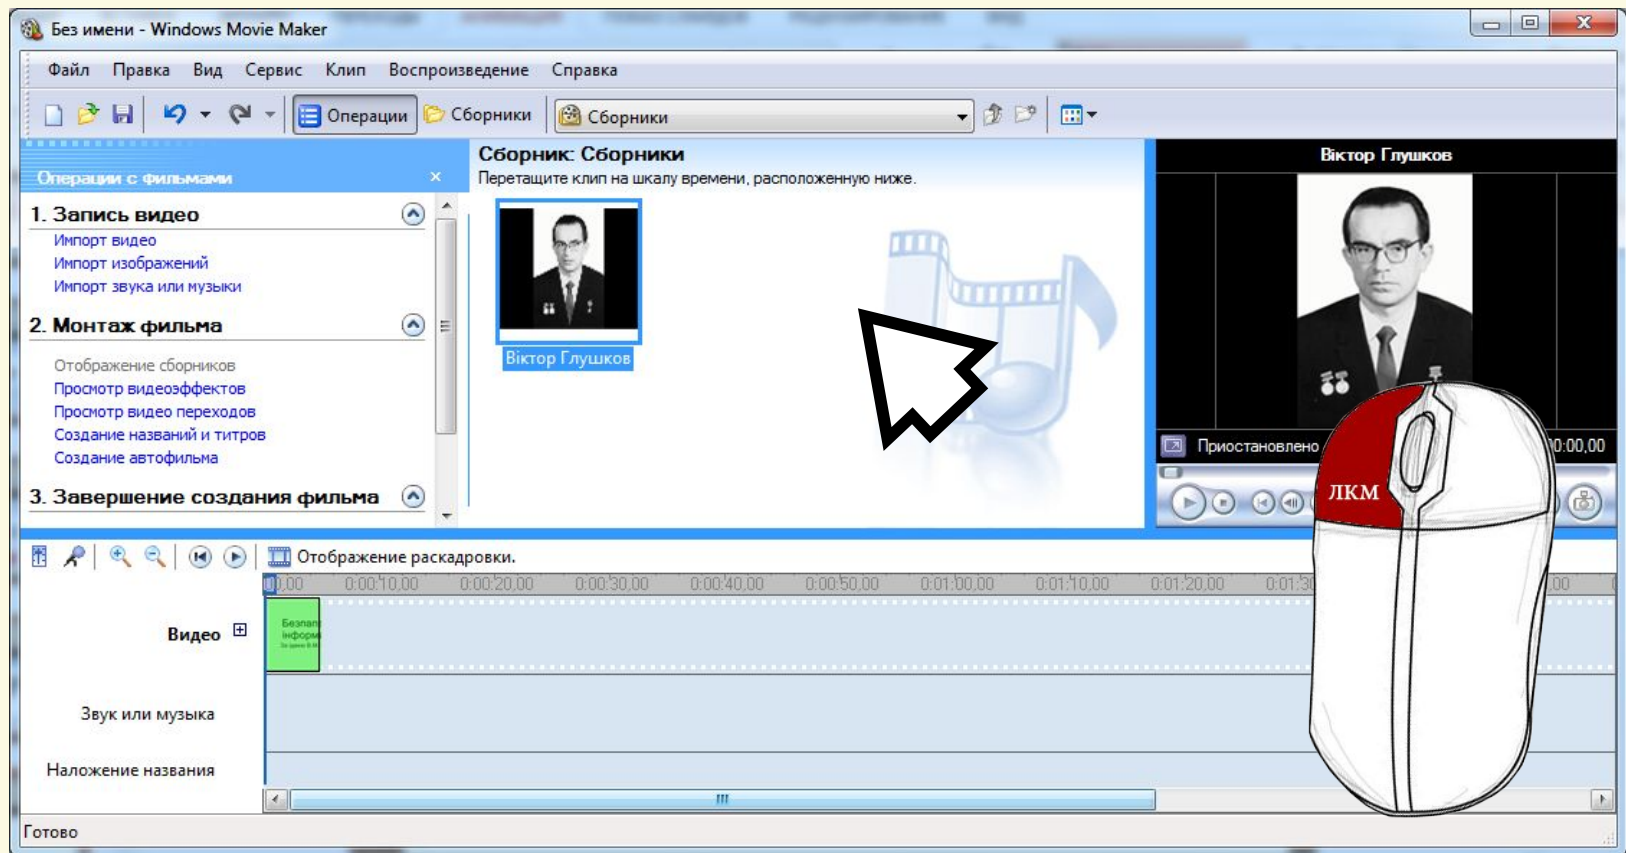 Без имени - Windows Movie Maker
Файл Правка Вид Сервис Клип Воспроизведение Справка
Операции Сборники Сборники
Операции с фильмами
1. Запись видео
Импорт видео
Импорт изображений
Импорт звука или музыки
2. Монтаж фильма
Отображение сборников
Просмотр видеоэффектов
Просмотр видео переходов
Создание названий и титров
Создание автофильма
3. Завершение создания фильма
Сборник: Сборники
Перетащите клип на шкалу времени, расположенную ниже.
Віктор Глушков
Віктор Глушков
Приостановлено
0:00,00
ЛКМ
Отображение раскадровки.
0:00:10,00 0:00:20,00 0:00:30,00 0:00:40,00 0:00:50,00 0:01:00,00 0:01:10,00 0:01:20,00
Видео
Звук или музыка
Наложение названия
Готово